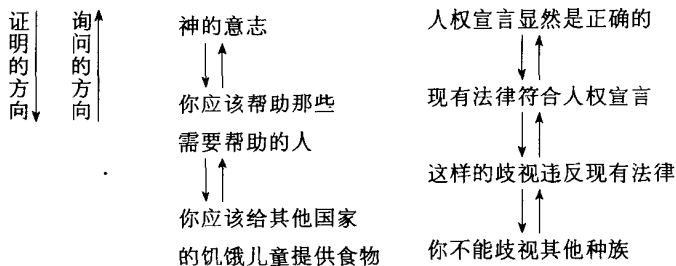 证明的方向
询问的方向
神的意志
你应该帮助那些
需要帮助的人
你应该给其他国家
的饥饿儿童提供食物
人权宣言显然是正确的
现有法律符合人权宣言
这样的歧视违反现有法律
你不能歧视其他种族